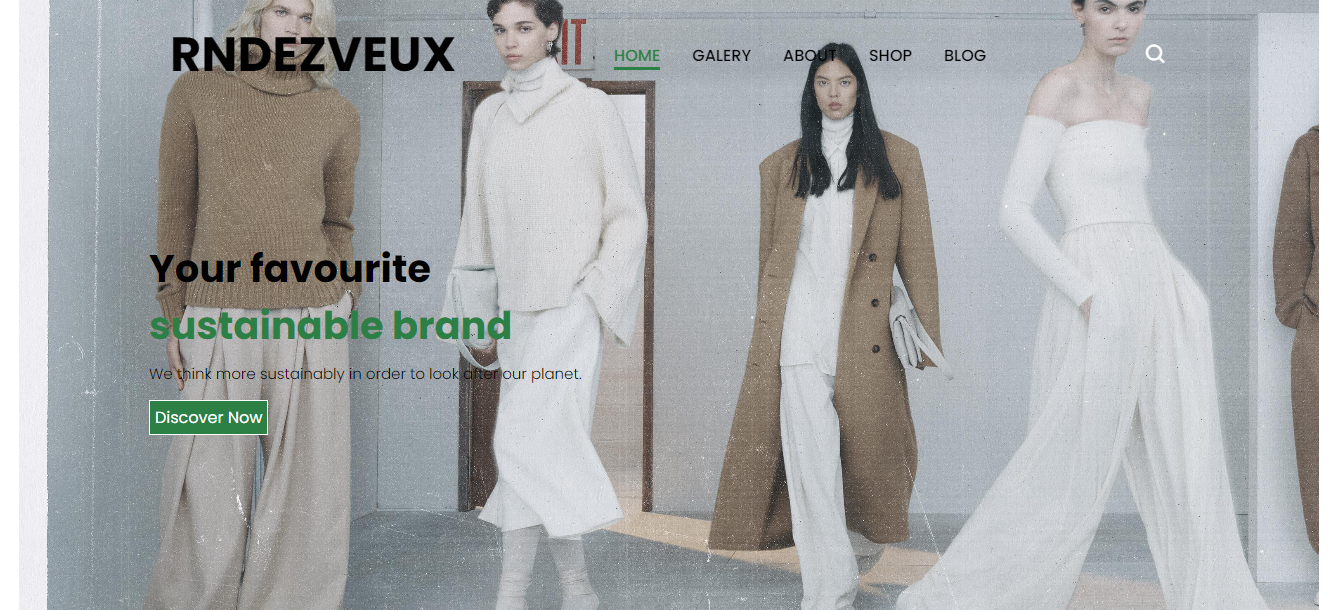 RNDEZVEUX
HOME GALERY ABOUT SHOP BLOG
Your favourite
sustainable brand
We think more sustainably in order to look after our planet.
Discover Now